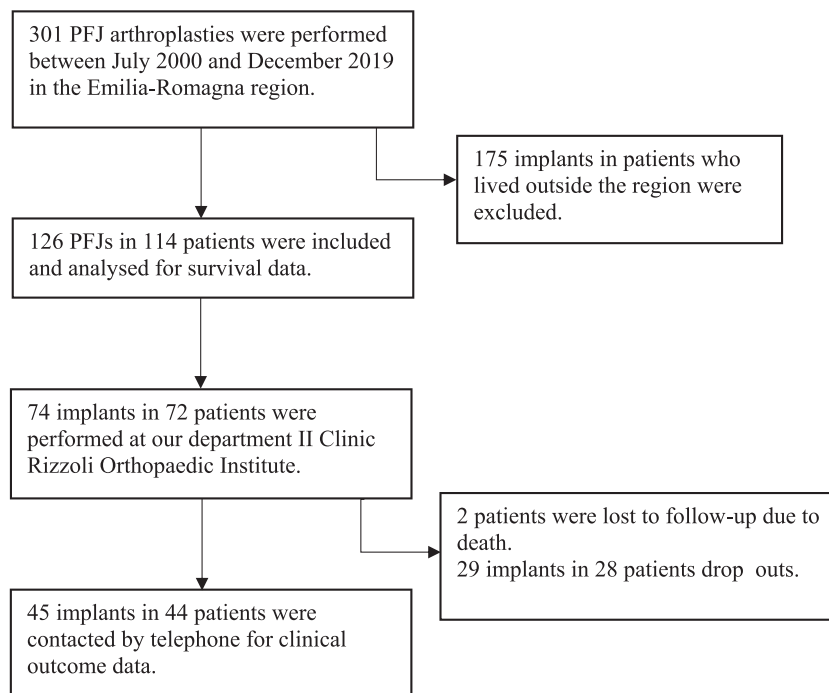 301 PFJ arthroplasties were performed
between July 2000 and December 2019
in the Emilia-Romagna region.
175 implants in patients who
lived outside the region were
excluded.
126 PFJs in 114 patients were included
and analysed for survival data.
74 implants in 72 patients were
performed at our department II Clinic
Rizzoli Orthopaedic Institute.
2 patients were lost to follow-up due to
death.
29 implants in 28 patients drop outs.
45 implants in 44 patients were
contacted by telephone for clinical
outcome data.